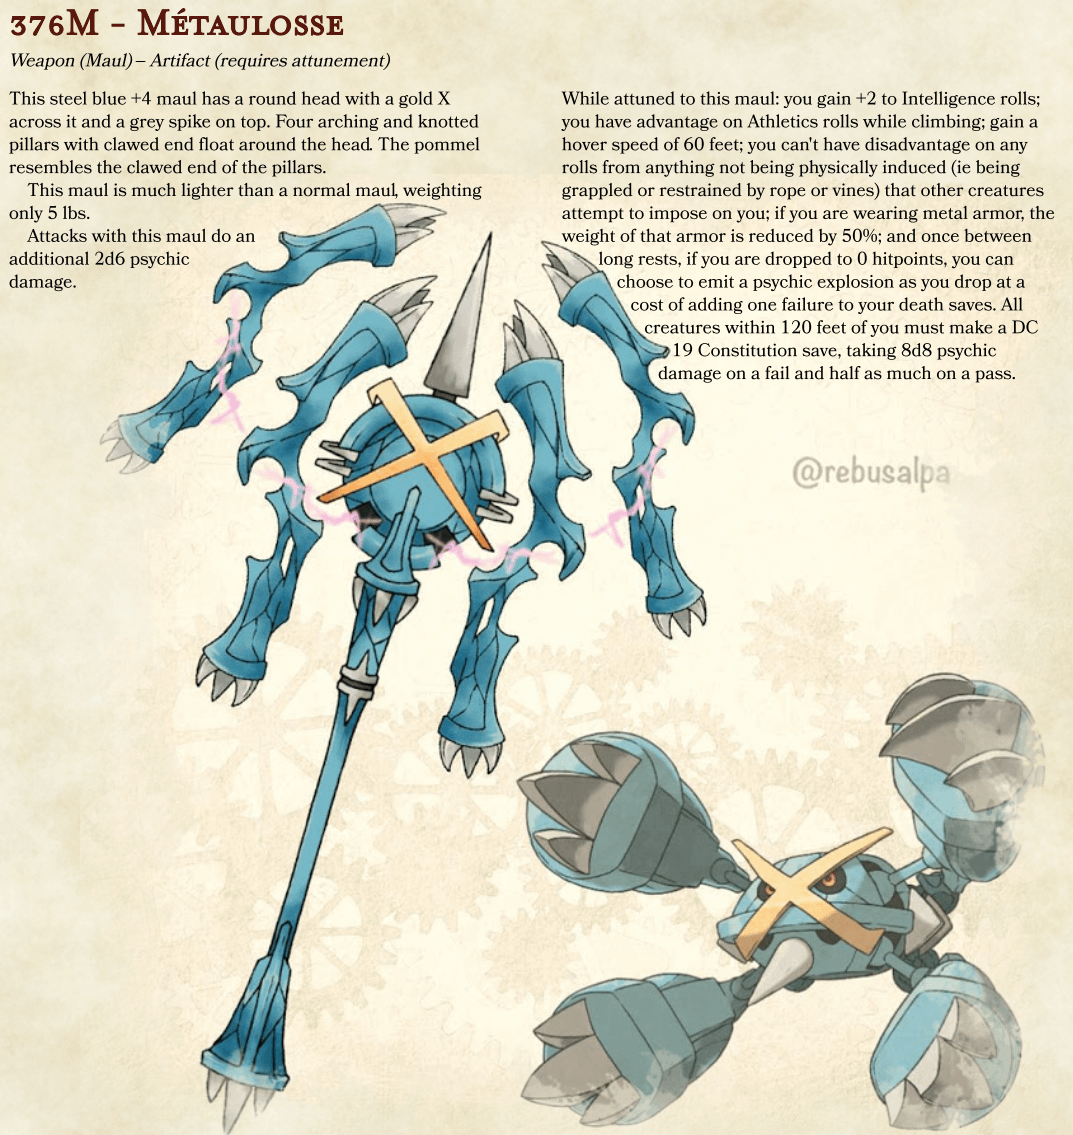 376M – Métaulosse
Weapon (Maul) – Artifact (requires attunement)
This steel blue +4 maul has a round head with a gold X
across it and a grey spike on top. Four arching and knotted
pillars with clawed end float around the head. The pommel
resembles the clawed end of the pillars.
This maul is much lighter than a normal maul, weighting
only 5 lbs.
Attacks with this maul do an
additional 2d6 psychic
damage.
While attuned to this maul: you gain +2 to Intelligence rolls;
you have advantage on Athletics rolls while climbing; gain a
hover speed of 60 feet; you can't have disadvantage on any
rolls from anything not being physically induced (ie being
grappled or restrained by rope or vines) that other creatures
attempt to impose on you; if you are wearing metal armor, the
weight of that armor is reduced by 50%; and once between
long rests, if you are dropped to 0 hitpoints, you can
choose to emit a psychic explosion as you drop at a
cost of adding one failure to your death saves. All
creatures within 120 feet of you must make a DC
19 Constitution save, taking 8d8 psychic
damage on a fail and half as much on a pass.
@rebusalpa